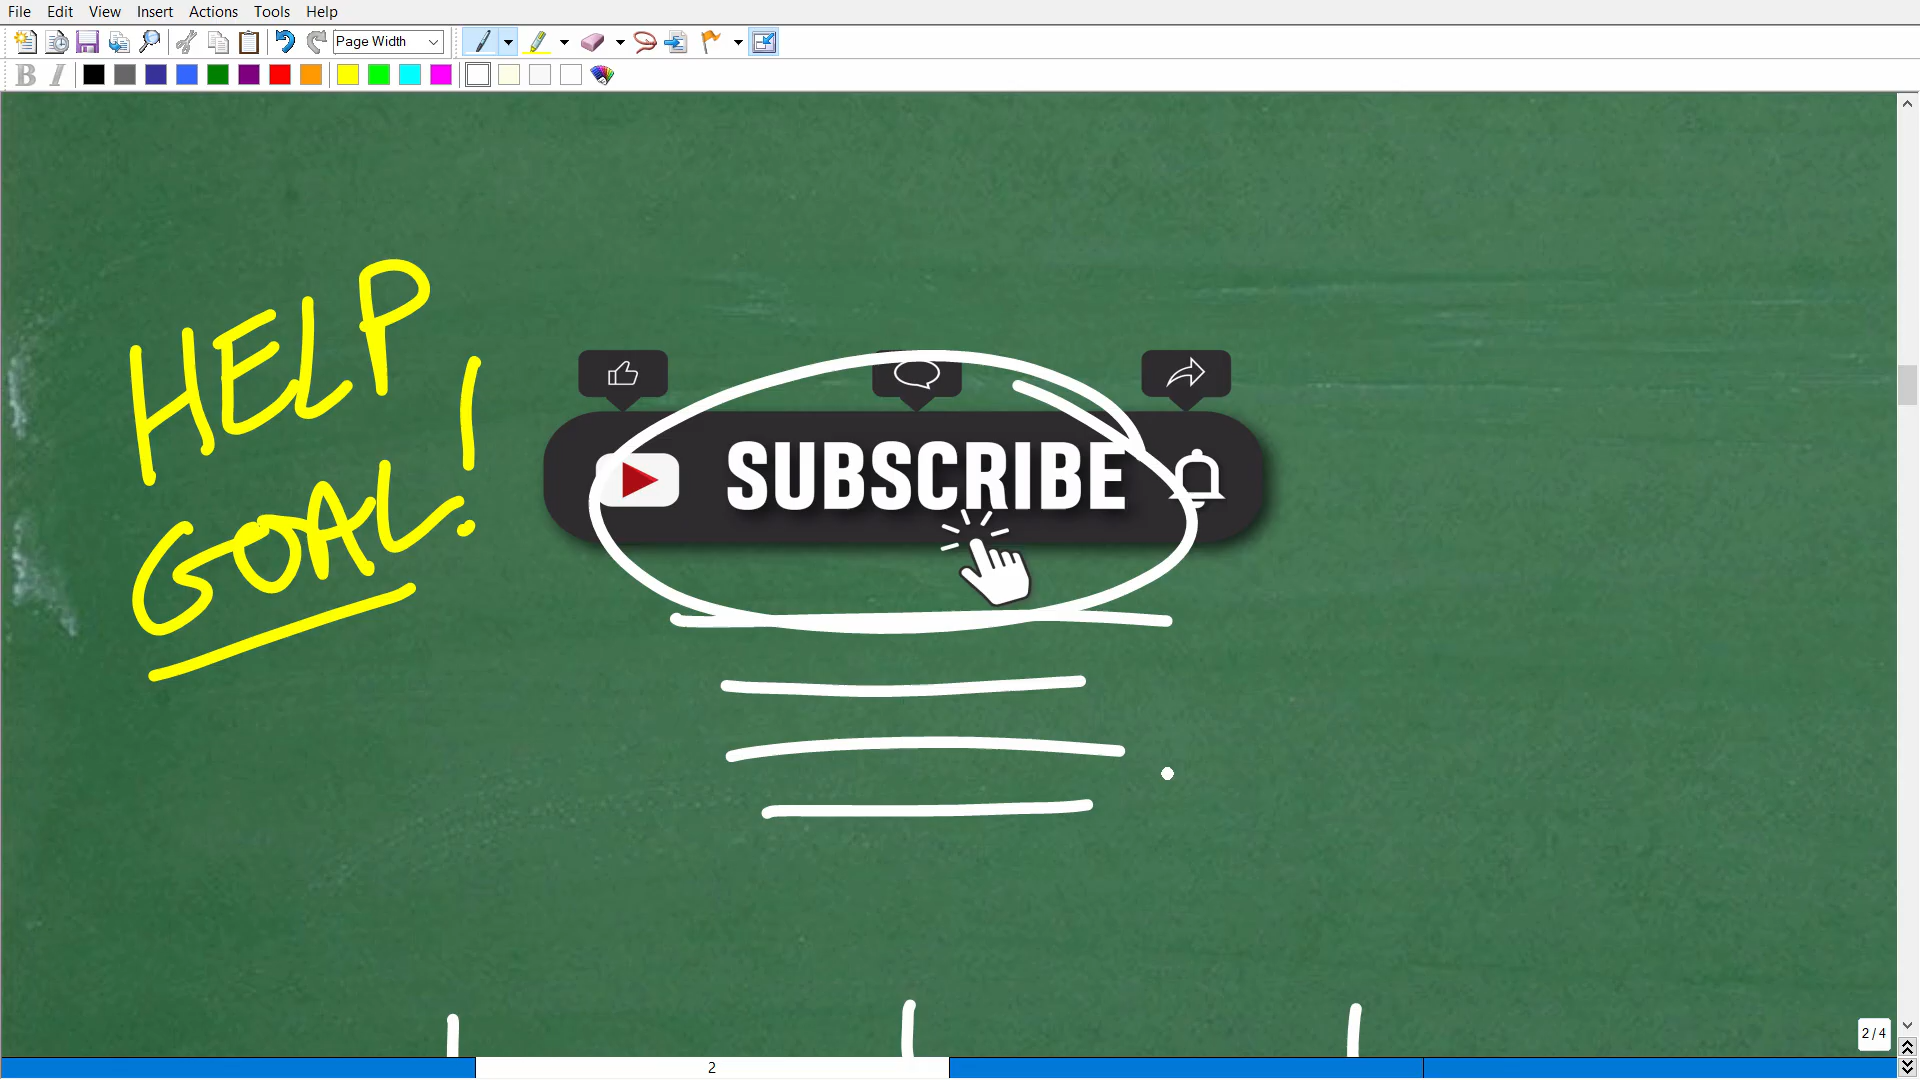 File Edit View Insert Actions Tools Help
Page Width
B I
HELP
GOAL!
SUBSCRIBE
2 / 4
2